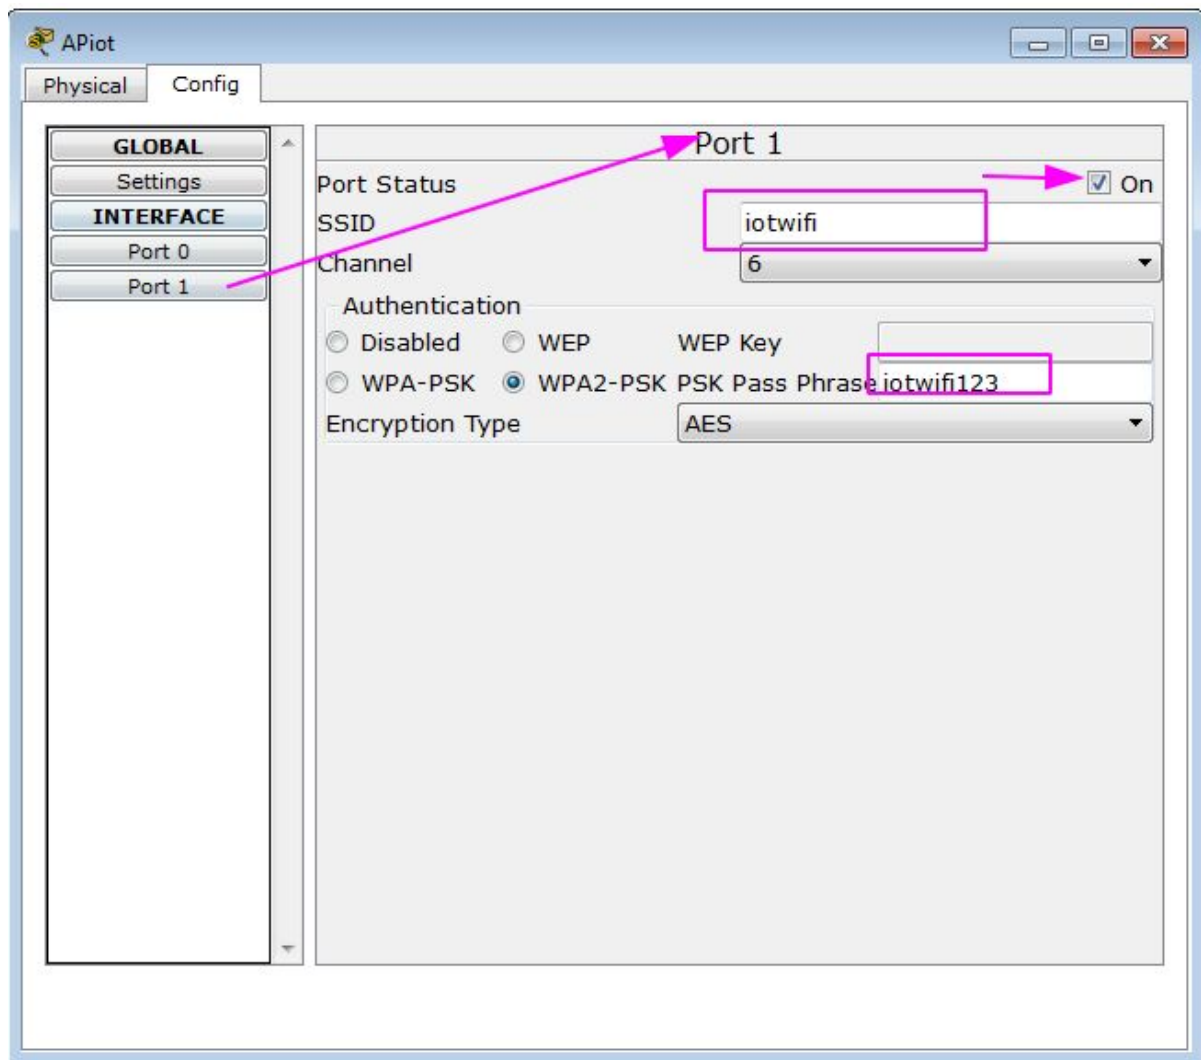 APiot
Physical Config
GLOBAL
Settings
INTERFACE
Port 0
Port 1
Port 1
Port Status On
SSID iotwifi
Channel 6
Authentication
Disabled WEP WEP Key
WPA-PSK WPA2-PSK PSK Pass Phrase iotwifi123
Encryption Type AES